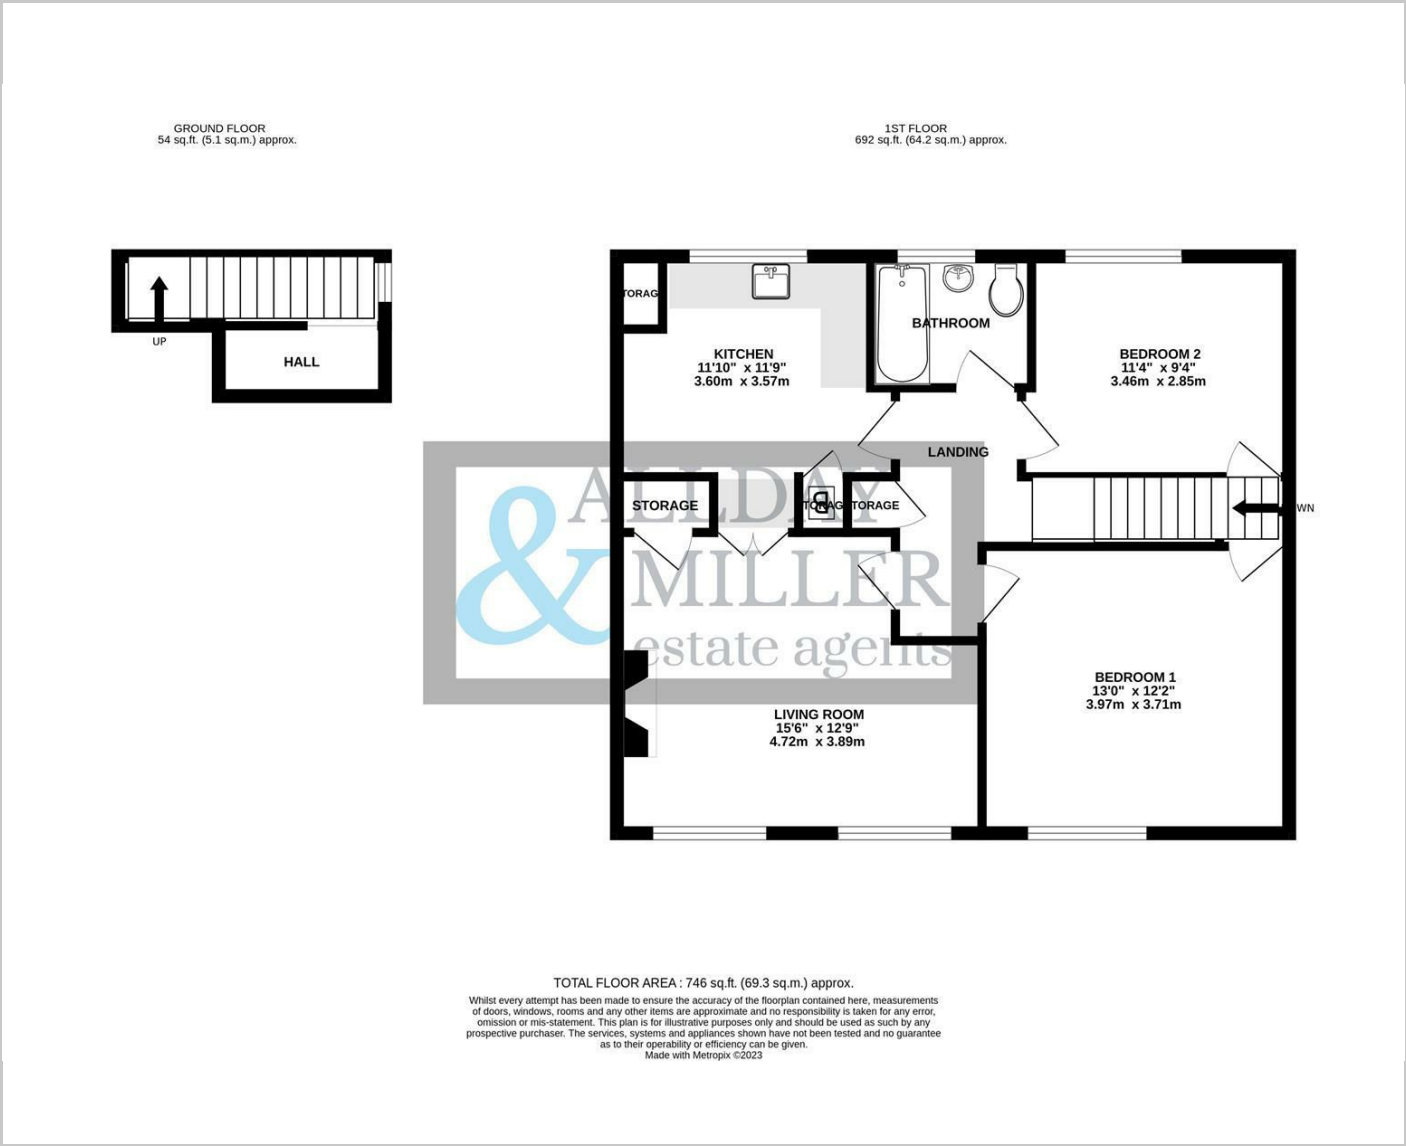 GROUND FLOOR
54 sq.ft. (5.1 sq.m.) approx.
1ST FLOOR
692 sq.ft. (64.2 sq.m.) approx.
UP
HALL
TORAG
KITCHEN
11'10" x 11'9"
3.60m x 3.57m
BATHROOM
BEDROOM 2
11'4" x 9'4"
3.46m x 2.85m
LANDING
STORAGE
TORAG
B
TORAGE
WN
ALLDAY
& MILLER
estate agents
LIVING ROOM
15'6" x 12'9"
4.72m x 3.89m
BEDROOM 1
13'0" x 12'2"
3.97m x 3.71m
TOTAL FLOOR AREA : 746 sq.ft. (69.3 sq.m.) approx.
Whilst every attempt has been made to ensure the accuracy of the floorplan contained here, measurements
of doors, windows, rooms and any other items are approximate and no responsibility is taken for any error,
omission or mis-statement. This plan is for illustrative purposes only and should be used as such by any
prospective purchaser. The services, systems and appliances shown have not been tested and no guarantee
as to their operability or efficiency can be given.
Made with Metropix ©2023